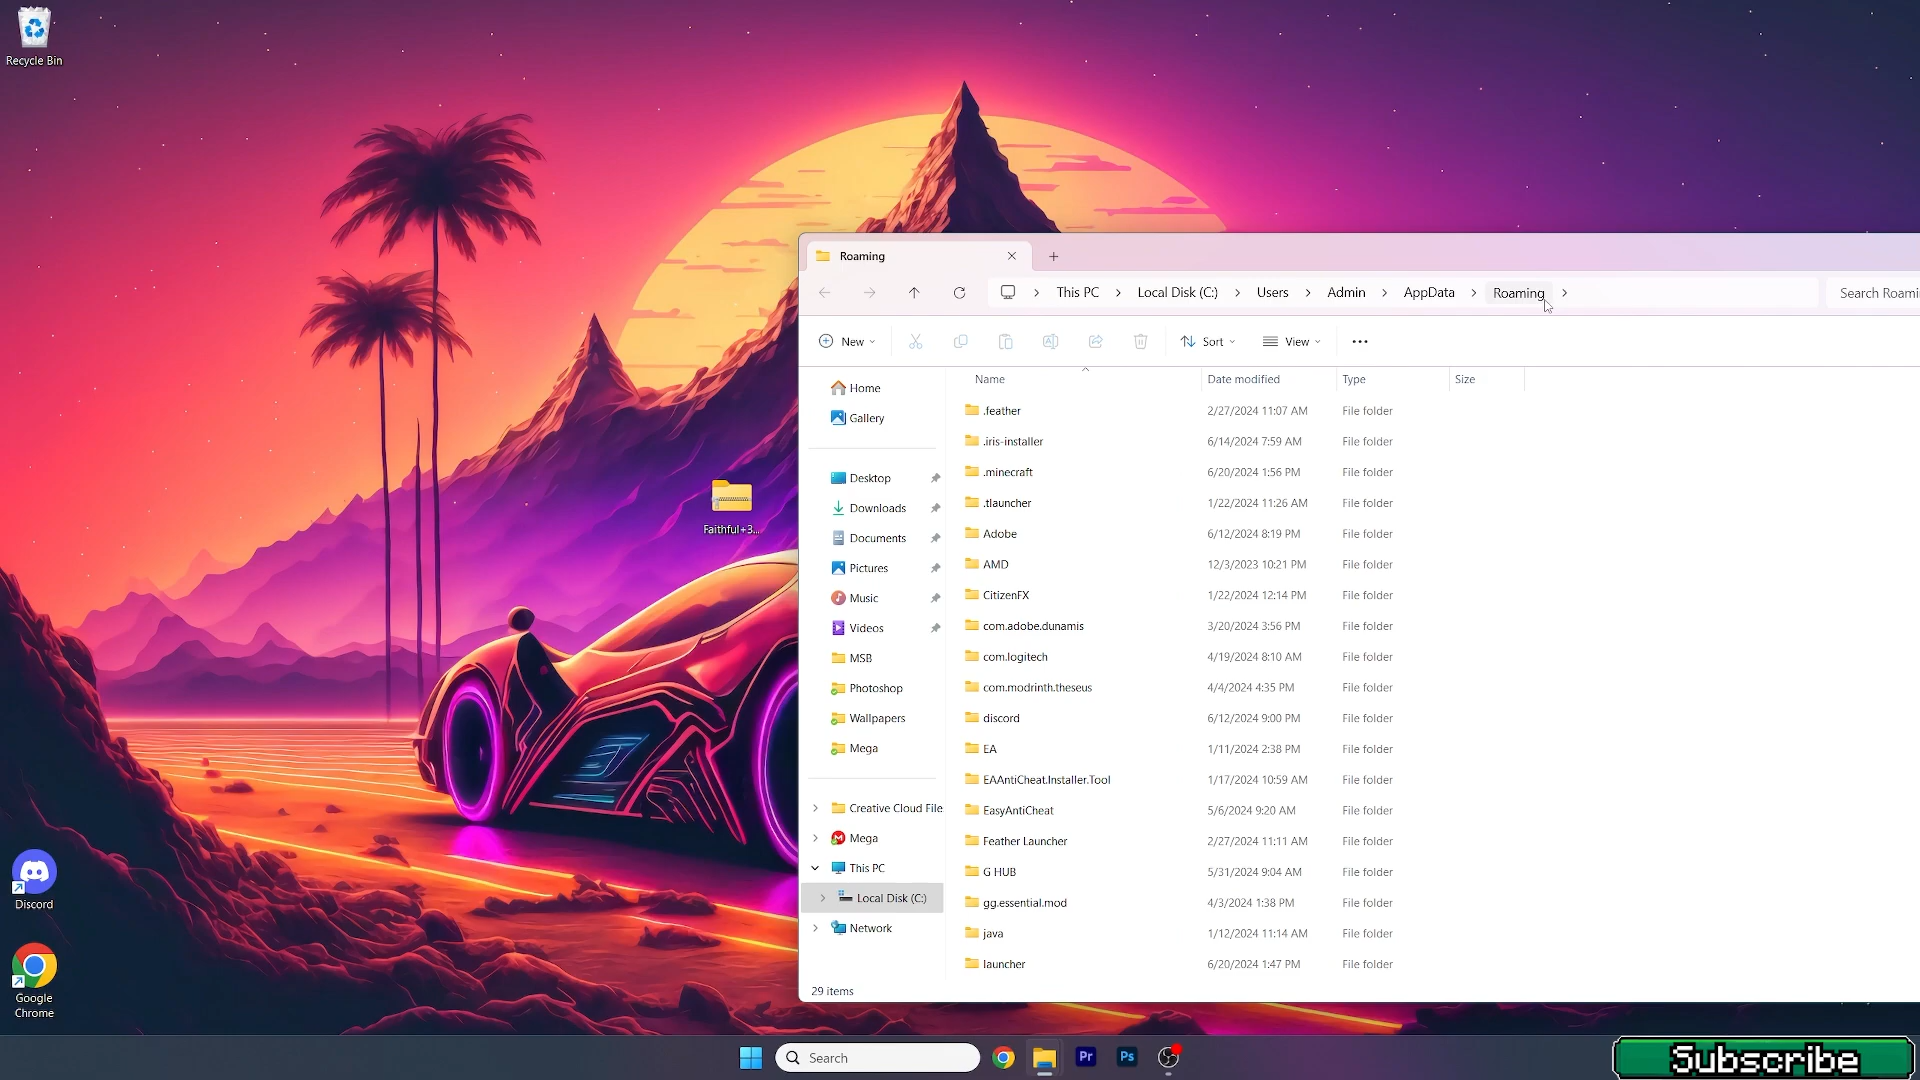 Recycle Bin
Faithful+3...
Discord
Google
Chrome
Roaming
This PC
Local Disk (C:)
Users
Admin
AppData
Roaming
Search Roami
New
Sort
View
Name
Date modified
Type
Size
Home
Gallery
Desktop
Downloads
Documents
Pictures
Music
Videos
MSB
Photoshop
Wallpapers
Mega
Creative Cloud File
Mega
This PC
Local Disk (C:)
Network
.feather 2/27/2024 11:07 AM File folder
.iris-installer 6/14/2024 7:59 AM File folder
.minecraft 6/20/2024 1:56 PM File folder
.tlauncher 1/22/2024 11:26 AM File folder
Adobe 6/12/2024 8:19 PM File folder
AMD 12/3/2023 10:21 PM File folder
CitizenFX 1/22/2024 12:14 PM File folder
com.adobe.dunamis 3/20/2024 3:56 PM File folder
com.logitech 4/19/2024 8:10 AM File folder
com.modrinth.theseus 4/4/2024 4:35 PM File folder
discord 6/12/2024 9:00 PM File folder
EA 1/11/2024 2:38 PM File folder
EAAntiCheat.Installer.Tool 1/17/2024 10:59 AM File folder
EasyAntiCheat 5/6/2024 9:20 AM File folder
Feather Launcher 2/27/2024 11:11 AM File folder
G HUB 5/31/2024 9:04 AM File folder
gg.essential.mod 4/3/2024 1:38 PM File folder
java 1/12/2024 11:14 AM File folder
launcher 6/20/2024 1:47 PM File folder
29 items
Search
Pr
Ps
Subscribe